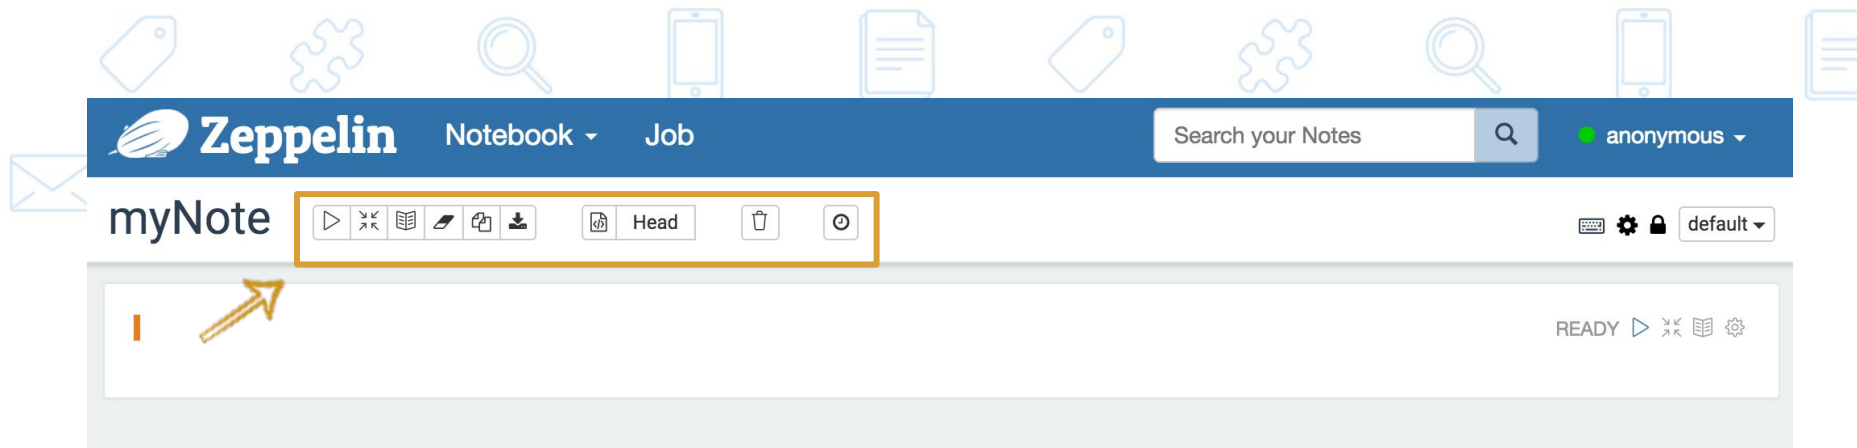 Zeppelin Notebook Job Search your Notes anonymous
myNote Head default
READY